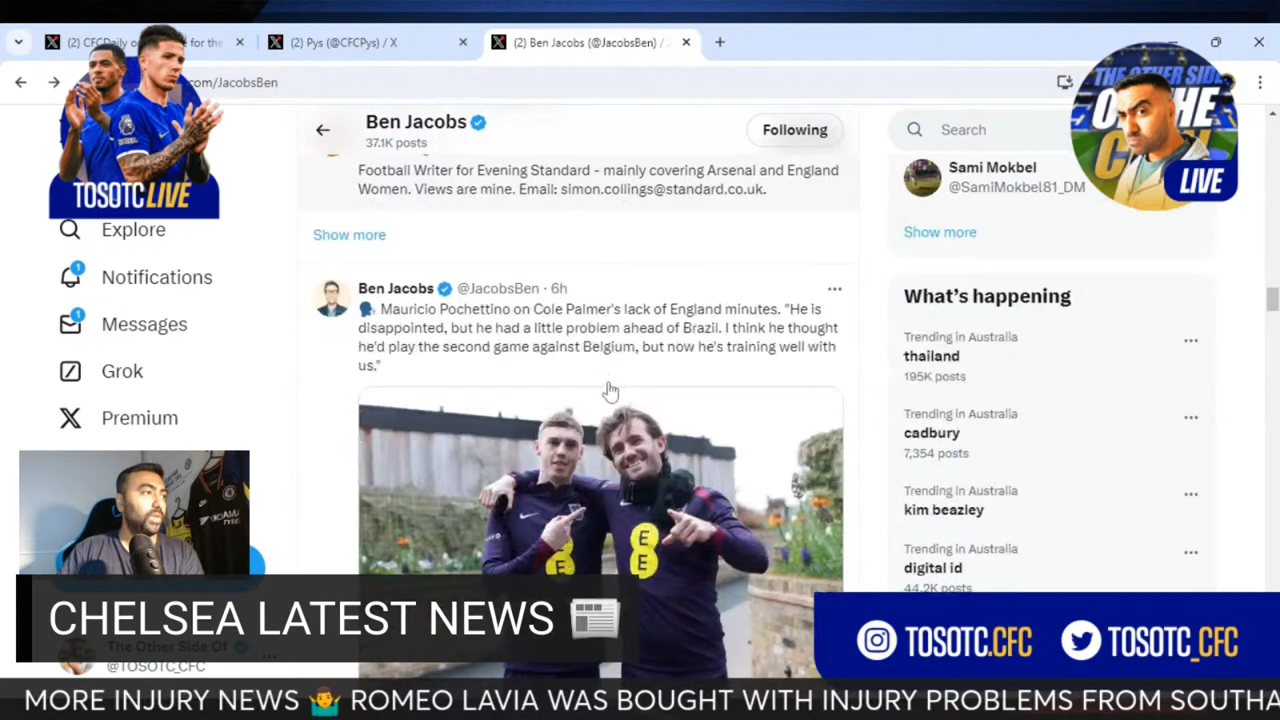 (2) CFCDaily on for the
(2) Pys (@CFCPys) / X
(2) Ben Jacobs (@JacobsBen) /
com/JacobsBen
TOSOTC LIVE
THE OTHER SIDE
OF THE
LIVE
Ben Jacobs
37.1K posts
Following
Football Writer for Evening Standard - mainly covering Arsenal and England
Women. Views are mine. Email: simon.collings@standard.co.uk.
Show more
Ben Jacobs @JacobsBen · 6h
Mauricio Pochettino on Cole Palmer's lack of England minutes. "He is
disappointed, but he had a little problem ahead of Brazil. I think he thought
he'd play the second game against Belgium, but now he's training well with
us."
EE
Explore
1
Notifications
1
Messages
Grok
Premium
Search
Sami Mokbel
@SamiMokbel81_DM
Show more
What's happening
Trending in Australia
thailand
195K posts
Trending in Australia
cadbury
7,354 posts
Trending in Australia
kim beazley
Trending in Australia
digital id
44.2K posts
CHELSEA LATEST NEWS
The Other Side Of
@TOSOTC_CFC
TOSOTC.CFC
TOSOTC_CFC
MORE INJURY NEWS 🤷‍♂️ ROMEO LAVIA WAS BOUGHT WITH INJURY PROBLEMS FROM SOUTHA